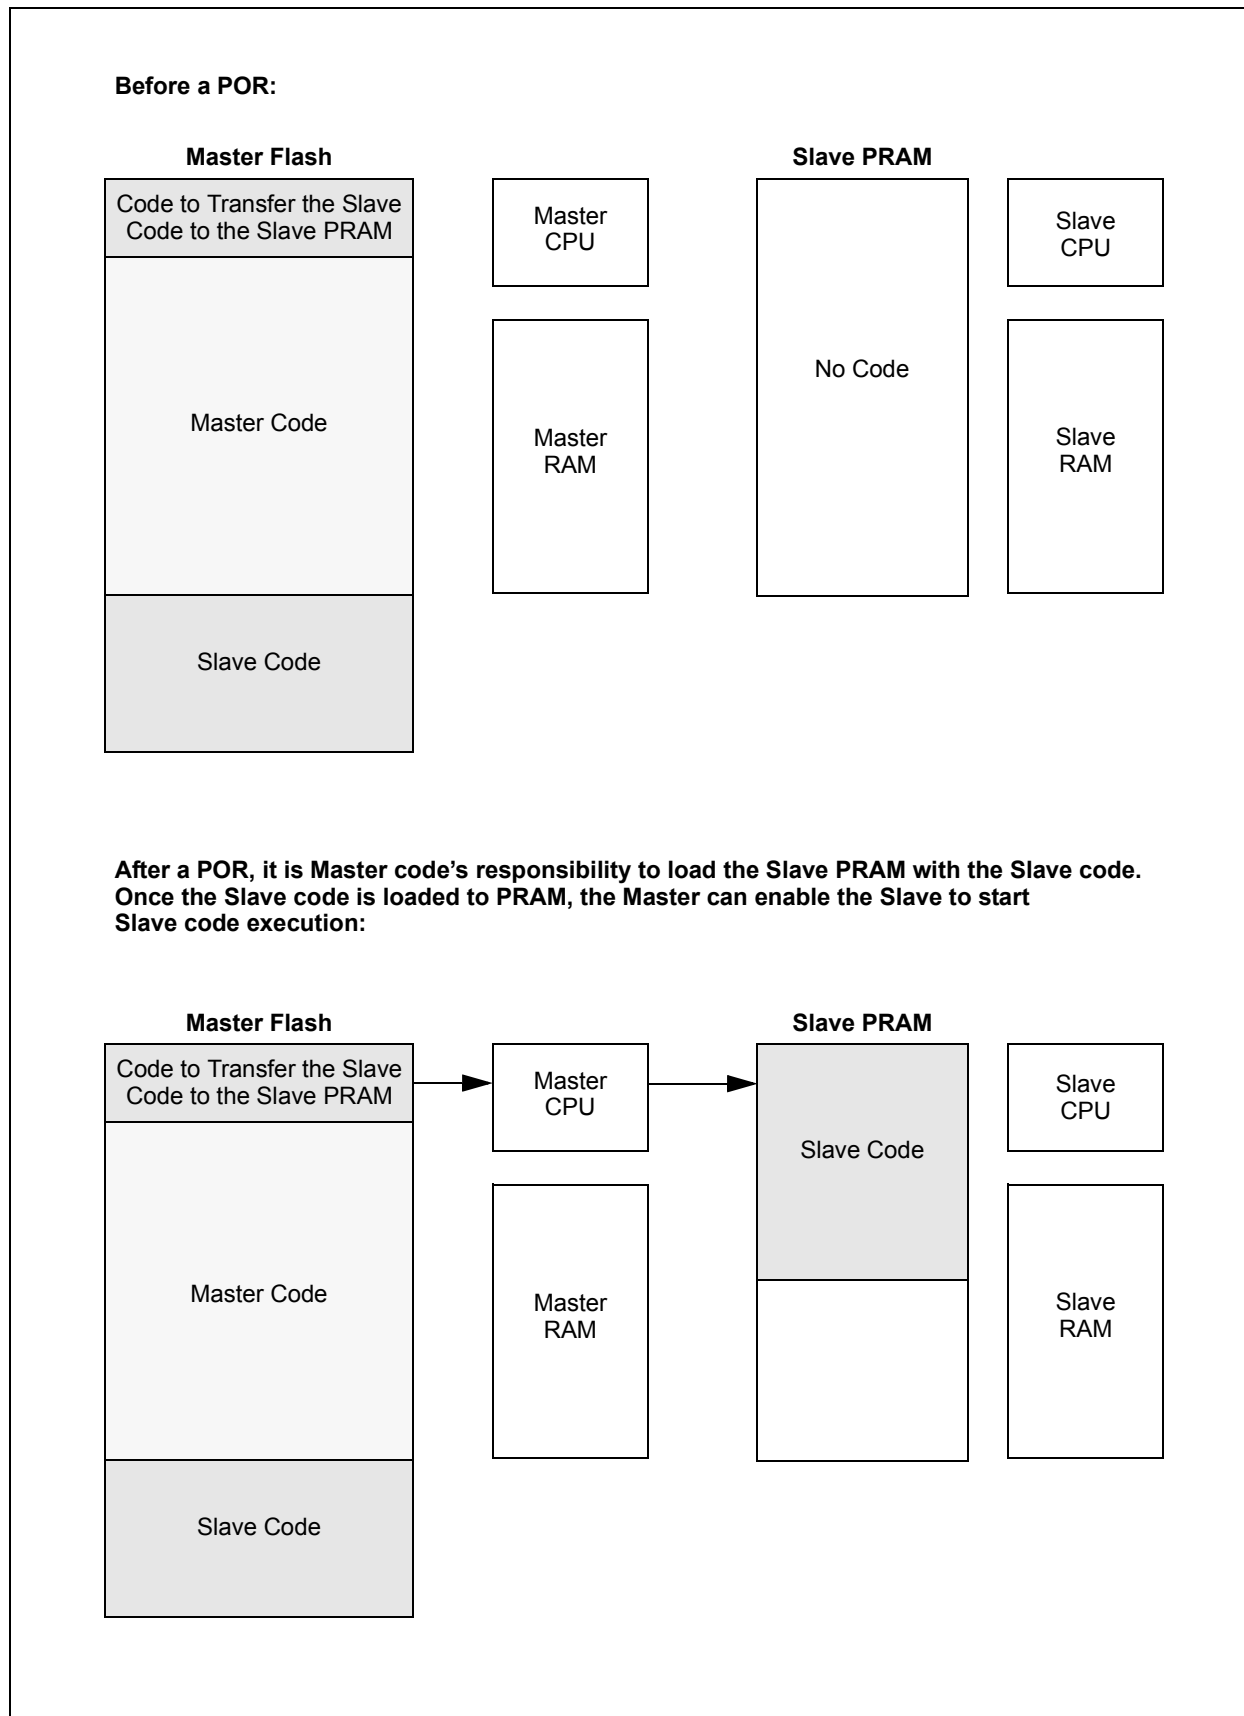 Before a POR:
Master Flash
Slave PRAM
Code to Transfer the Slave
Code to the Slave PRAM
Master
CPU
Slave
CPU
No Code
Master Code
Master
RAM
Slave
RAM
Slave Code
After a POR, it is Master code’s responsibility to load the Slave PRAM with the Slave code.
Once the Slave code is loaded to PRAM, the Master can enable the Slave to start
Slave code execution:
Master Flash
Slave PRAM
Code to Transfer the Slave
Code to the Slave PRAM
Master
CPU
Slave
CPU
Slave Code
Master Code
Master
RAM
Slave
RAM
Slave Code